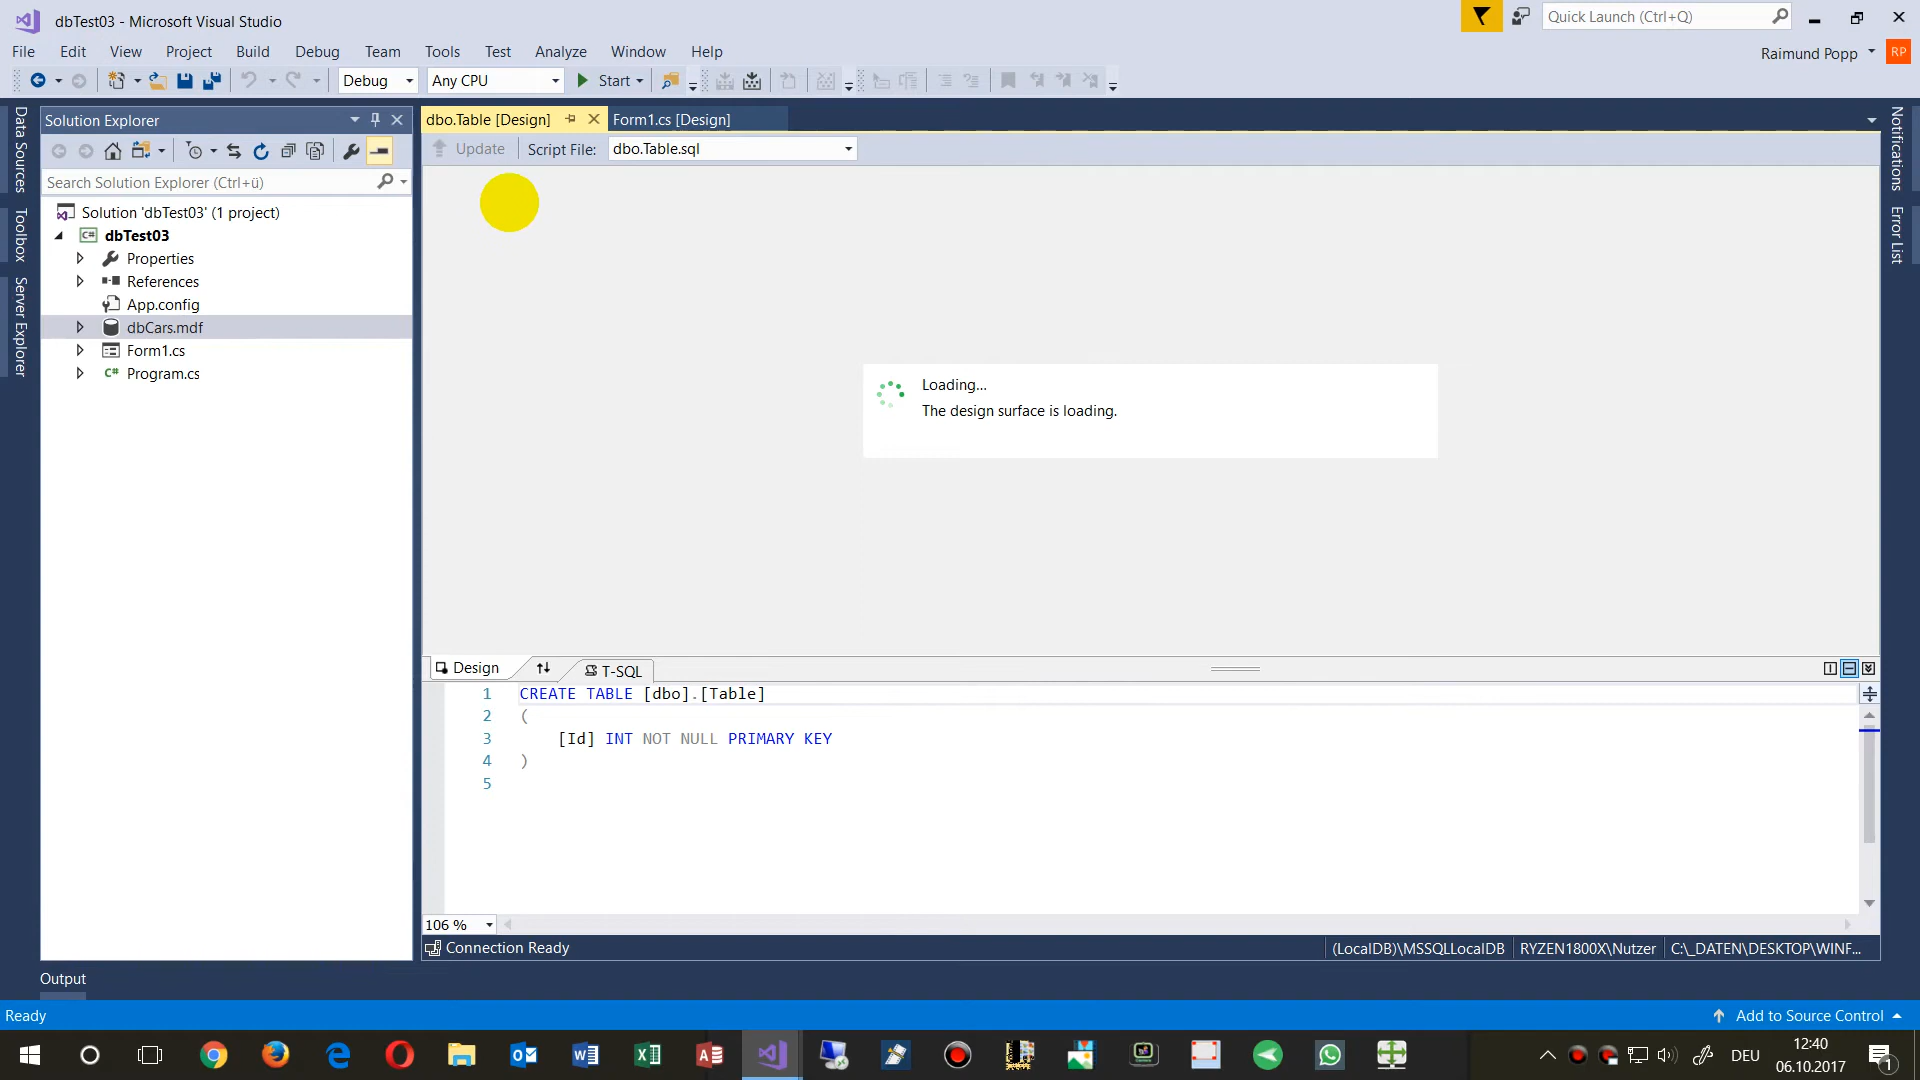 dbTest03 - Microsoft Visual Studio
Quick Launch (Ctrl+Q)
File Edit View Project Build Debug Team Tools Test Analyze Window Help
Raimund Popp RP
Debug Any CPU Start
Data Sources
Toolbox
Server Explorer
Solution Explorer
Search Solution Explorer (Ctrl+ü)
Solution 'dbTest03' (1 project)
dbTest03
Properties
References
App.config
dbCars.mdf
Form1.cs
Program.cs
dbo.Table [Design] Form1.cs [Design]
Update Script File: dbo.Table.sql
Loading...
The design surface is loading.
Design T-SQL
1 CREATE TABLE [dbo].[Table]
2 (
3 [Id] INT NOT NULL PRIMARY KEY
4 )
5
106 %
Connection Ready (LocalDB)\MSSQLLocalDB RYZEN1800X\Nutzer C:\_DATEN\DESKTOP\WINF...
Notifications
Error List
Output
Ready Add to Source Control
DEU 12:40
06.10.2017
1